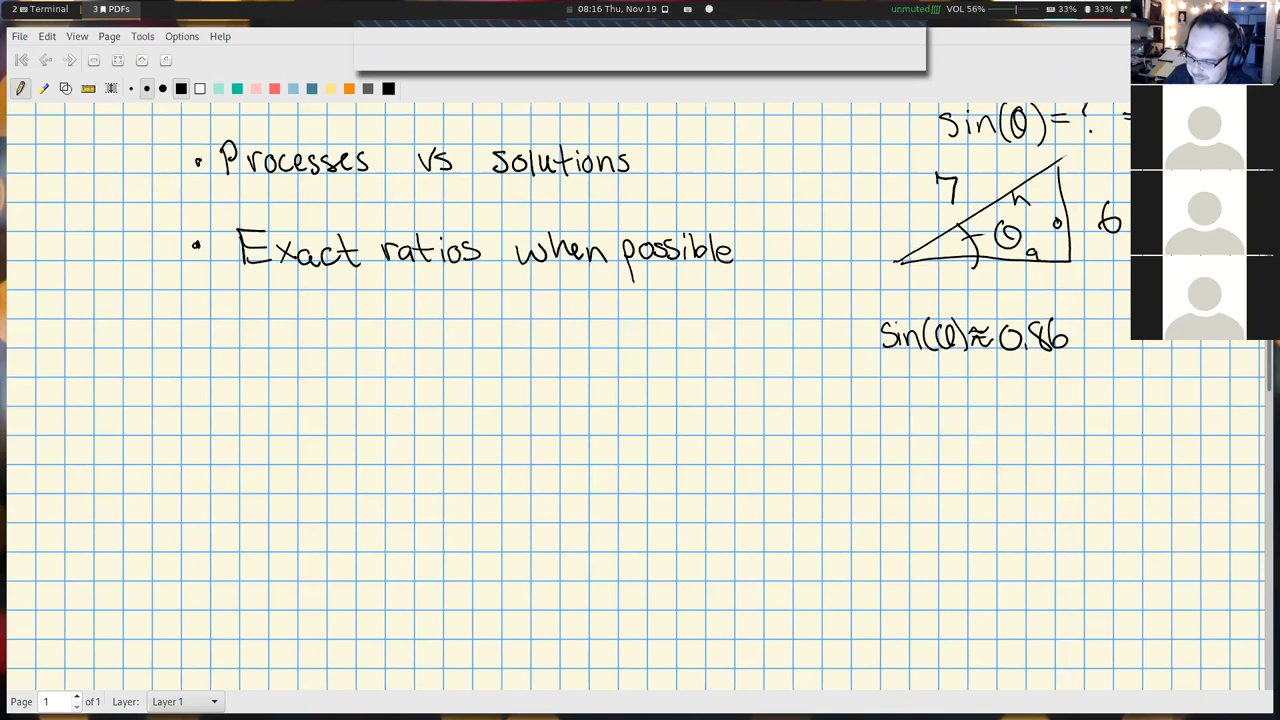 2 Terminal 3 PDFs 08:16 Thu, Nov 19 unmuted VOL 56% 33% 33%
File Edit View Page Tools Options Help
sin(θ)=? =
• Processes vs solutions
7 h
θ o 6
a
• Exact ratios when possible
sin(θ)≈0.86
Page 1 of 1 Layer: Layer 1